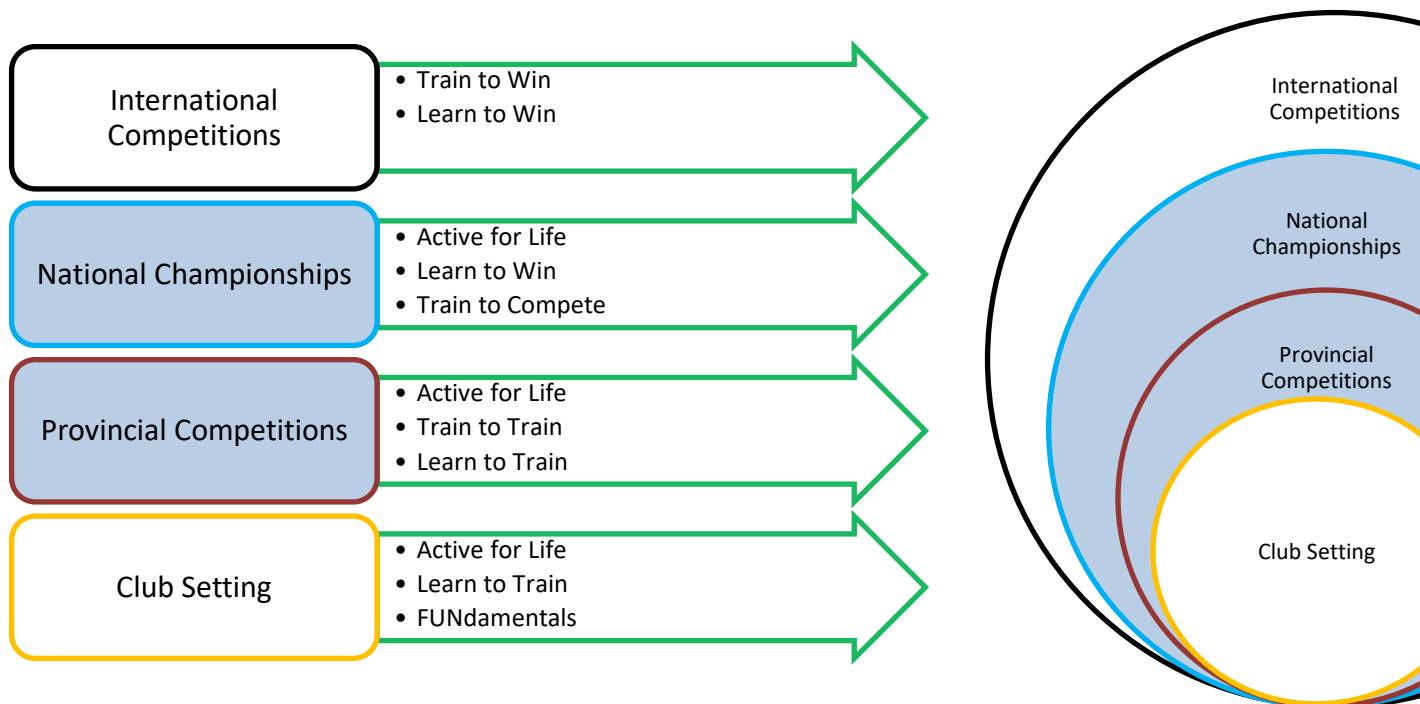 International
Competitions
• Train to Win
• Learn to Win
National Championships
• Active for Life
• Learn to Win
• Train to Compete
Provincial Competitions
• Active for Life
• Train to Train
• Learn to Train
Club Setting
• Active for Life
• Learn to Train
• FUNdamentals
International
Competitions
National
Championships
Provincial
Competitions
Club Setting